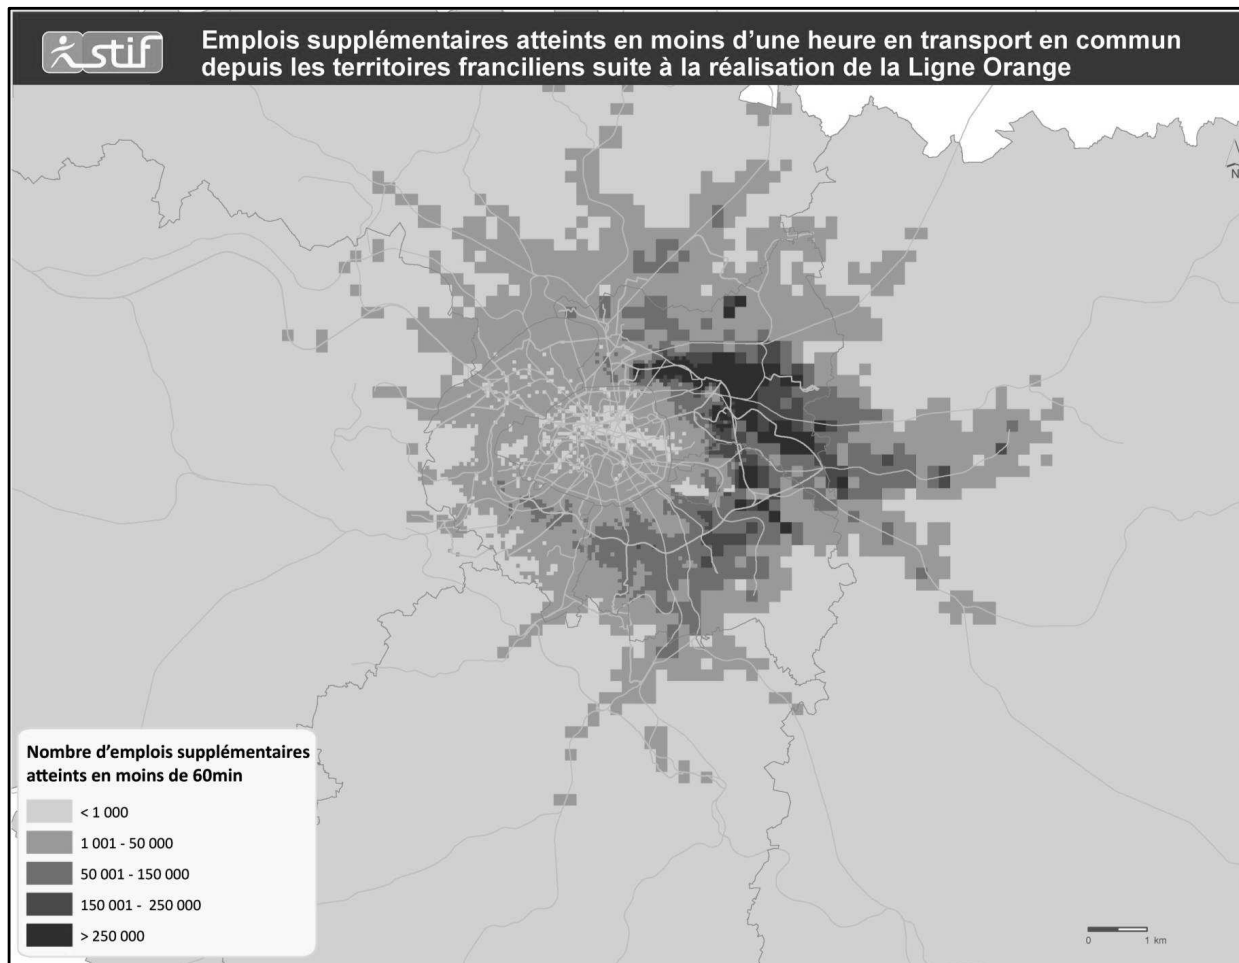 stif
Emplois supplémentaires atteints en moins d'une heure en transport en commun
depuis les territoires franciliens suite à la réalisation de la Ligne Orange
N
Nombre d'emplois supplémentaires
atteints en moins de 60min
< 1 000
1 001 - 50 000
50 001 - 150 000
150 001 - 250 000
> 250 000
0 1 km